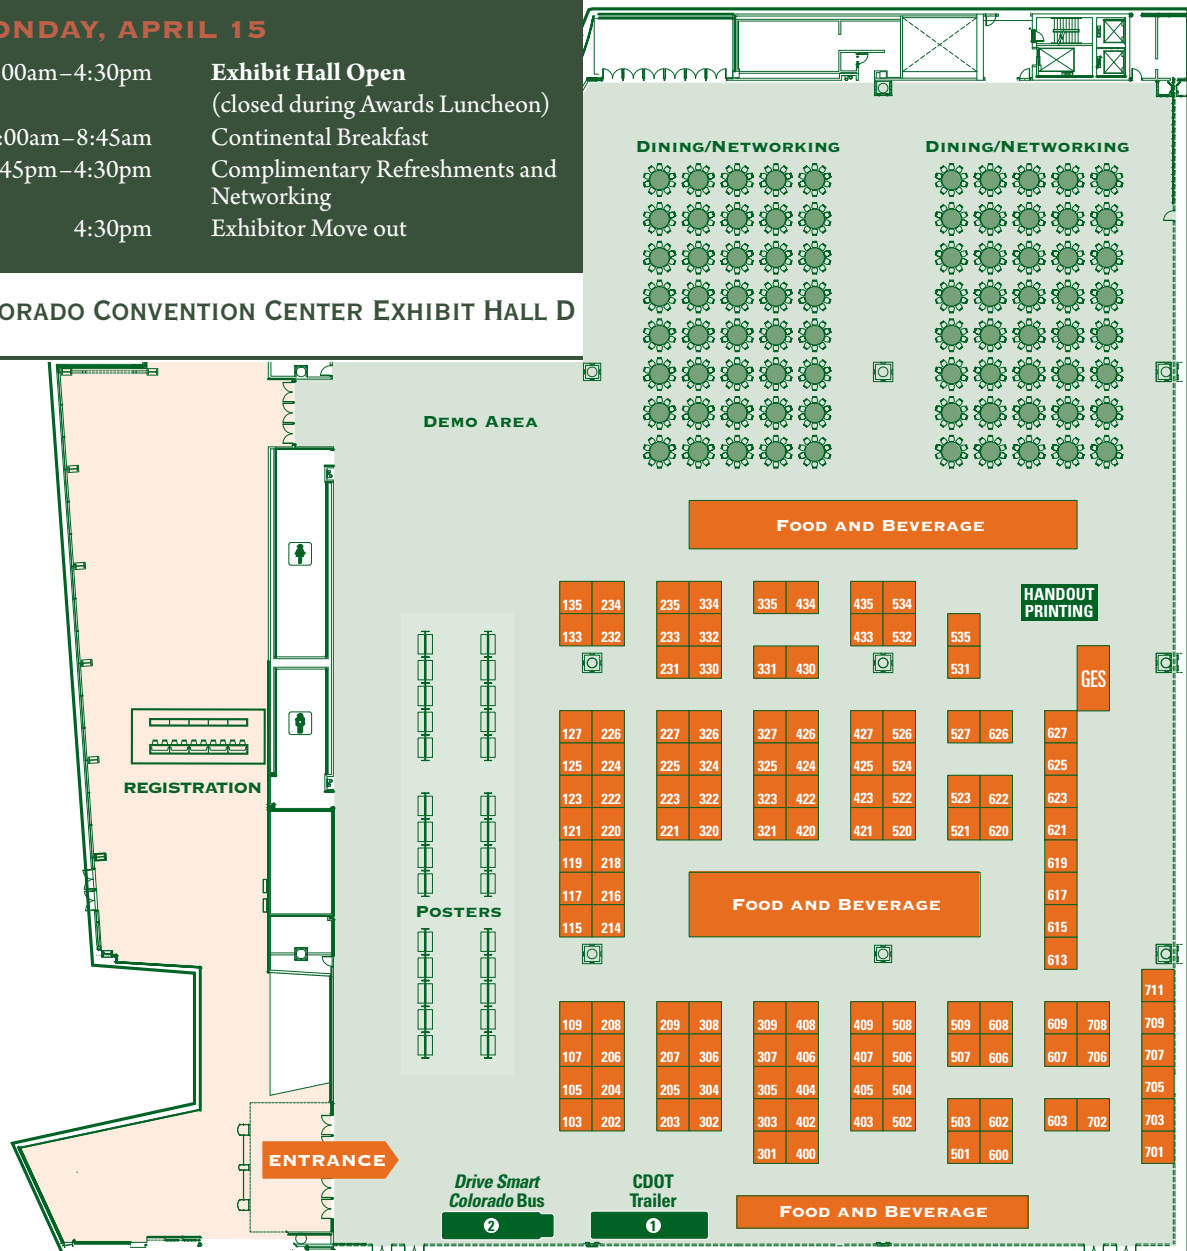 ONDAY, APRIL 15
00am–4:30pm Exhibit Hall Open
(closed during Awards Luncheon)
:00am–8:45am Continental Breakfast
45pm–4:30pm Complimentary Refreshments and
Networking
4:30pm Exhibitor Move out
ORADO CONVENTION CENTER EXHIBIT HALL D
DINING/NETWORKING DINING/NETWORKING
DEMO AREA
FOOD AND BEVERAGE
HANDOUT
PRINTING
135 234 235 334 335 434 435 534
133 232 233 332 433 532 535
231 330 331 430 531
GES
127 226 227 326 327 426 427 526 527 626 627
125 224 225 324 325 424 425 524 625
123 222 223 322 323 422 423 522 523 622 623
121 220 221 320 321 420 421 520 521 620 621
REGISTRATION
119 218 619
117 216 617
115 214 615
613
FOOD AND BEVERAGE
POSTERS
711
109 208 209 308 309 408 409 508 509 608 609 708 709
107 206 207 306 307 406 407 506 507 606 607 706 707
105 204 205 304 305 404 405 504 705
103 202 203 302 303 402 403 502 503 602 603 702 703
301 400 501 600 701
ENTRANCE
Drive Smart
Colorado Bus
2
CDOT
Trailer
1
FOOD AND BEVERAGE